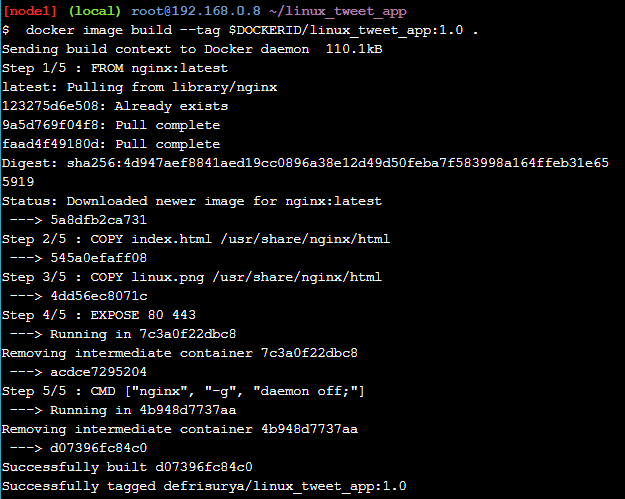 [node1] (local) root@192.168.0.8 ~/linux_tweet_app
$  docker image build --tag $DOCKERID/linux_tweet_app:1.0 .
Sending build context to Docker daemon  110.1kB
Step 1/5 : FROM nginx:latest
latest: Pulling from library/nginx
123275d6e508: Already exists
9a5d769f04f8: Pull complete
faad4f49180d: Pull complete
Digest: sha256:4d947aef8841aed19cc0896a38e12d49d50feba7f583998a164ffeb31e65
5919
Status: Downloaded newer image for nginx:latest
 ---> 5a8dfb2ca731
Step 2/5 : COPY index.html /usr/share/nginx/html
 ---> 545a0efaff08
Step 3/5 : COPY linux.png /usr/share/nginx/html
 ---> 4dd56ec8071c
Step 4/5 : EXPOSE 80 443
 ---> Running in 7c3a0f22dbc8
Removing intermediate container 7c3a0f22dbc8
 ---> acdce7295204
Step 5/5 : CMD ["nginx", "-g", "daemon off;"]
 ---> Running in 4b948d7737aa
Removing intermediate container 4b948d7737aa
 ---> d07396fc84c0
Successfully built d07396fc84c0
Successfully tagged defrisurya/linux_tweet_app:1.0